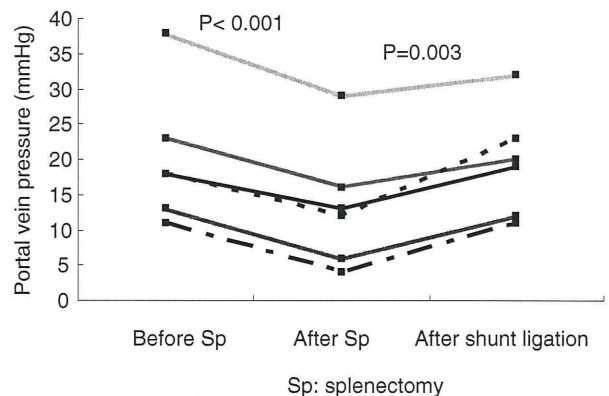 Portal vein pressure (mmHg)
40
35
30
25
20
15
10
5
0
P< 0.001
P=0.003
Before Sp
After Sp
After shunt ligation
Sp: splenectomy